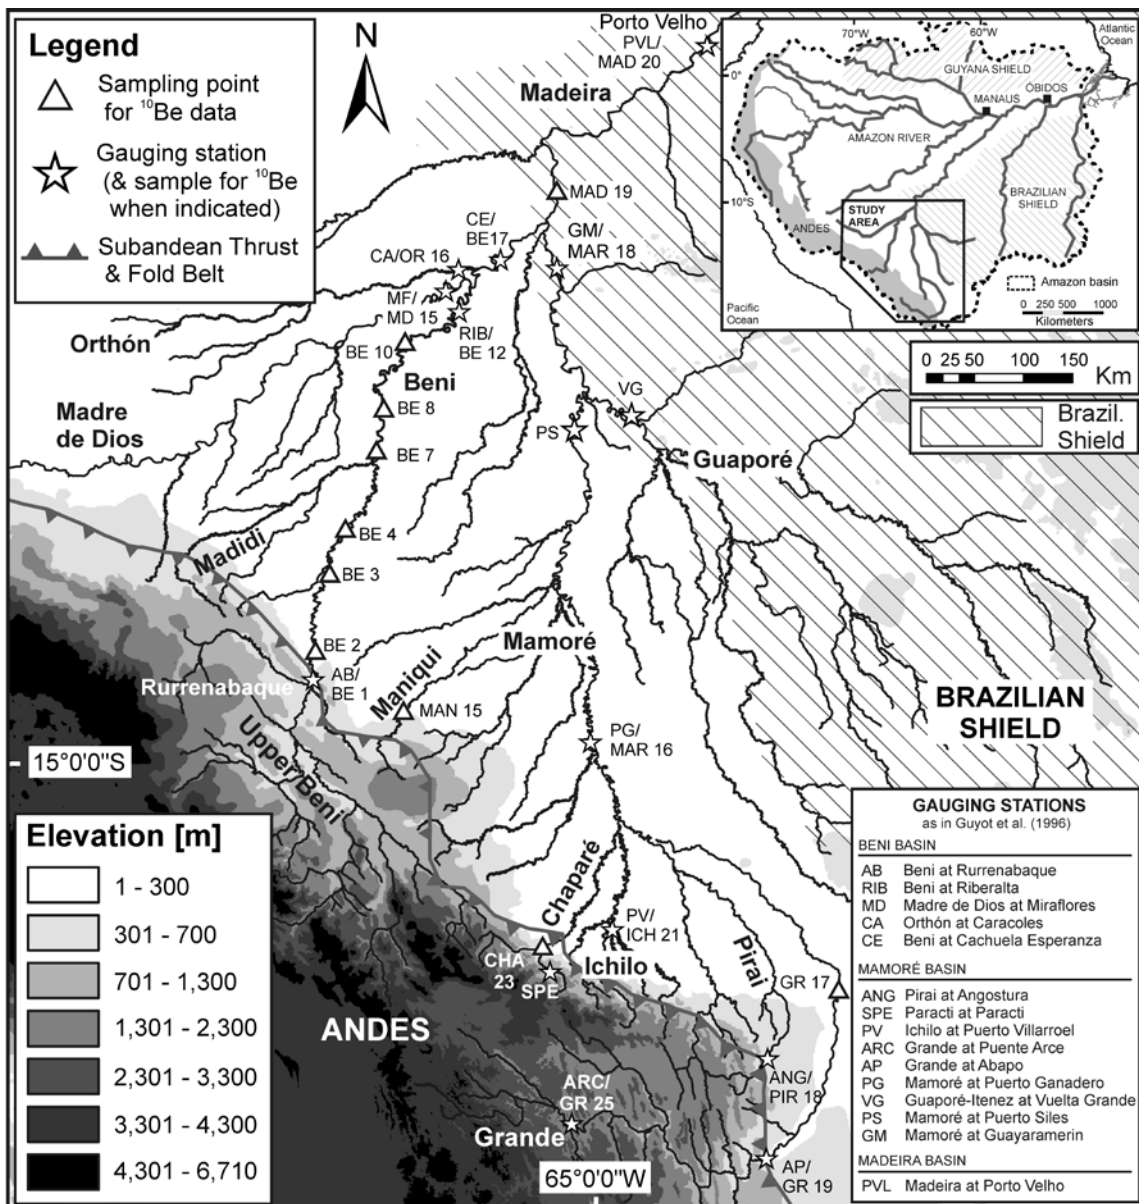 Legend
Sampling point
for ¹⁰Be data
Gauging station
(& sample for ¹⁰Be
when indicated)
Subandean Thrust
& Fold Belt
N
Porto Velho
PVL/
MAD 20
Madeira
MAD 19
CE/
BE17
GM/
MAR 18
CA/OR 16
MF/
MD 15
RIB/
BE 12
Orthón
BE 10
Beni
BE 8
VG
PS
Madre
de Dios
BE 7
Guaporé
Madidi
BE 4
BE 3
BE 2
Mamoré
Rurrenabaque
AB/
BE 1
Maniqui
MAN 15
Upper Beni
PG/
MAR 16
BRAZILIAN
SHIELD
15°0'0"S
Chaparé
PV/
ICH 21
CHA
23
SPE
Ichilo
Pirai
GR 17
ANDES
ARC/
GR 25
Grande
ANG/
PIR 18
65°0'0"W
AP/
GR 19
70°W
60°W
Atlantic
Ocean
0°
GUYANA SHIELD
OBIDOS
MANAUS
AMAZON RIVER
10°S
BRAZILIAN
SHIELD
STUDY
AREA
ANDES
Amazon basin
0 250 500 1000
Kilometers
Pacific
Ocean
0 25 50 100 150
Km
Brazil.
Shield
Elevation [m]
1 - 300
301 - 700
701 - 1,300
1,301 - 2,300
2,301 - 3,300
3,301 - 4,300
4,301 - 6,710
GAUGING STATIONS
as in Guyot et al. (1996)
BENI BASIN
AB Beni at Rurrenabaque
RIB Beni at Riberalta
MD Madre de Dios at Miraflores
CA Orthón at Caracoles
CE Beni at Cachuela Esperanza
MAMORÉ BASIN
ANG Pirai at Angostura
SPE Paracti at Paracti
PV Ichilo at Puerto Villarroel
ARC Grande at Puente Arce
AP Grande at Abapo
PG Mamoré at Puerto Ganadero
VG Guaporé-Itenez at Vuelta Grande
PS Mamoré at Puerto Siles
GM Mamoré at Guayaramerin
MADEIRA BASIN
PVL Madeira at Porto Velho